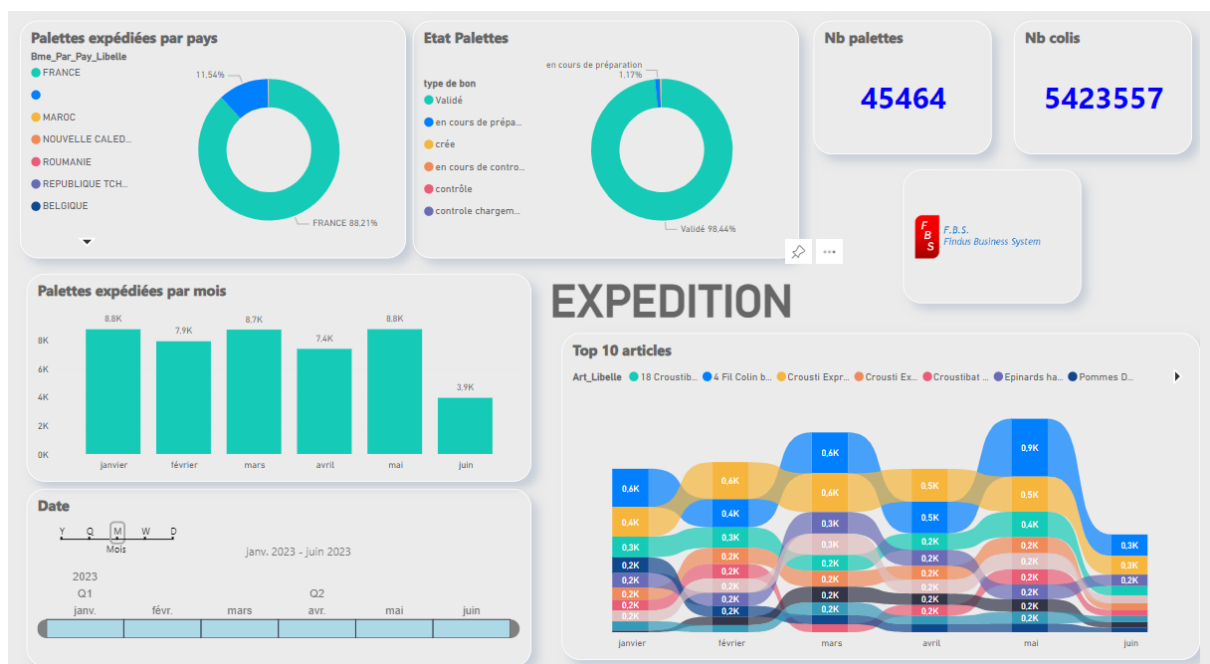 Palettes expédiées par pays
Bme_Par_Pay_Libelle
FRANCE
MAROC
NOUVELLE CALED...
ROUMANIE
REPUBLIQUE TCH...
BELGIQUE
11,54%
FRANCE 88,21%
Etat Palettes
type de bon
Validé
en cours de prépa...
crée
en cours de contro...
contrôle
controle chargem...
en cours de préparation
1,17%
Validé 98,44%
Nb palettes
45464
Nb colis
5423557
FBS
F.B.S.
Findus Business System
Palettes expédiées par mois
8K
6K
4K
2K
0K
8.8K
7.9K
8.7K
7.4K
8.8K
3.9K
janvier février mars avril mai juin
EXPEDITION
Date
Y Q M W D
Mois
janv. 2023 - juin 2023
2023
Q1 Q2
janv. févr. mars avr. mai juin
Top 10 articles
Art_Libelle 18 Croustib... 4 Fil Colin b... Crousti Expr... Crousti Ex... Croustibat ... Epinards ha... Pommes D...
0,6K
0,4K
0,3K
0,2K
0,2K
0,2K
0,2K
0,2K
0,6K
0,4K
0,3K
0,2K
0,2K
0,2K
0,2K
0,2K
0,6K
0,6K
0,3K
0,3K
0,2K
0,2K
0,2K
0,2K
0,5K
0,5K
0,2K
0,2K
0,2K
0,2K
0,2K
0,2K
0,9K
0,5K
0,4K
0,2K
0,2K
0,2K
0,2K
0,2K
0,2K
0,3K
0,3K
0,2K
janvier février mars avril mai juin